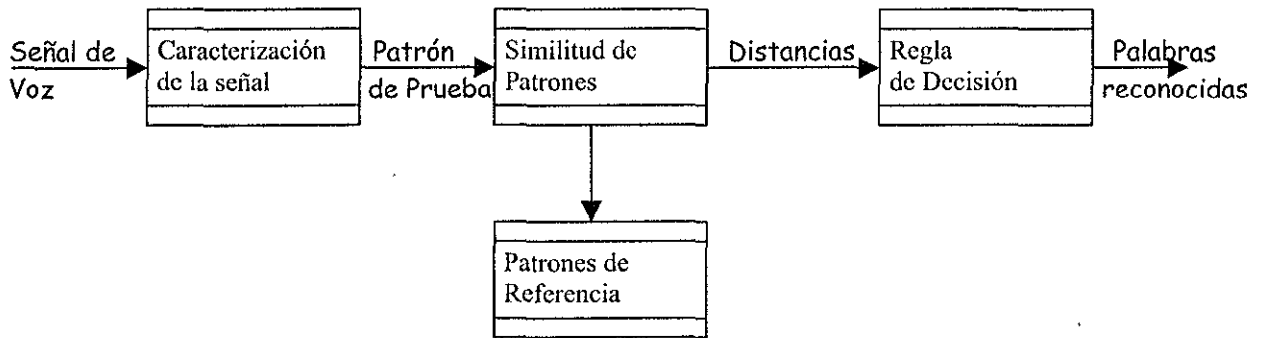 Señal de
Voz
Caracterización
de la señal
Patrón
de Prueba
Similitud de
Patrones
Distancias
Regla
de Decisión
Palabras
reconocidas
Patrones de
Referencia